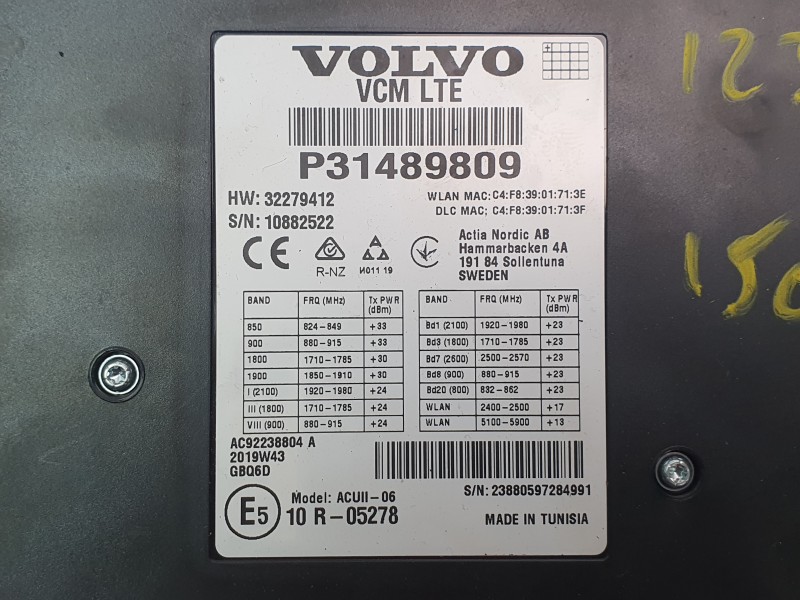 VOLVO
VCM LTE
P31489809
HW: 32279412
S/N: 10882522
WLAN MAC: C4:F8:39:01:71:3E
DLC MAC; C4:F8:39:01:71:3F
CE
R-NZ
И011 19
Actia Nordic AB
Hammarbacken 4A
191 84 Sollentuna
SWEDEN
BAND FRQ (MHz) Tx PWR (dBm)
850 824-849 +33
900 880-915 +33
1800 1710-1785 +30
1900 1850-1910 +30
I (2100) 1920-1980 +24
III (1800) 1710-1785 +24
VIII (900) 880-915 +24
BAND FRQ (MHz) Tx PWR (dBm)
Bd1 (2100) 1920-1980 +23
Bd3 (1800) 1710-1785 +23
Bd7 (2600) 2500-2570 +23
Bd8 (900) 880-915 +23
Bd20 (800) 832-862 +23
WLAN 2400-2500 +17
WLAN 5100-5900 +13
AC92238804 A
2019W43
GBQ6D
S/N: 23880597284991
E5
Model: ACUII-06
10 R-05278
MADE IN TUNISIA